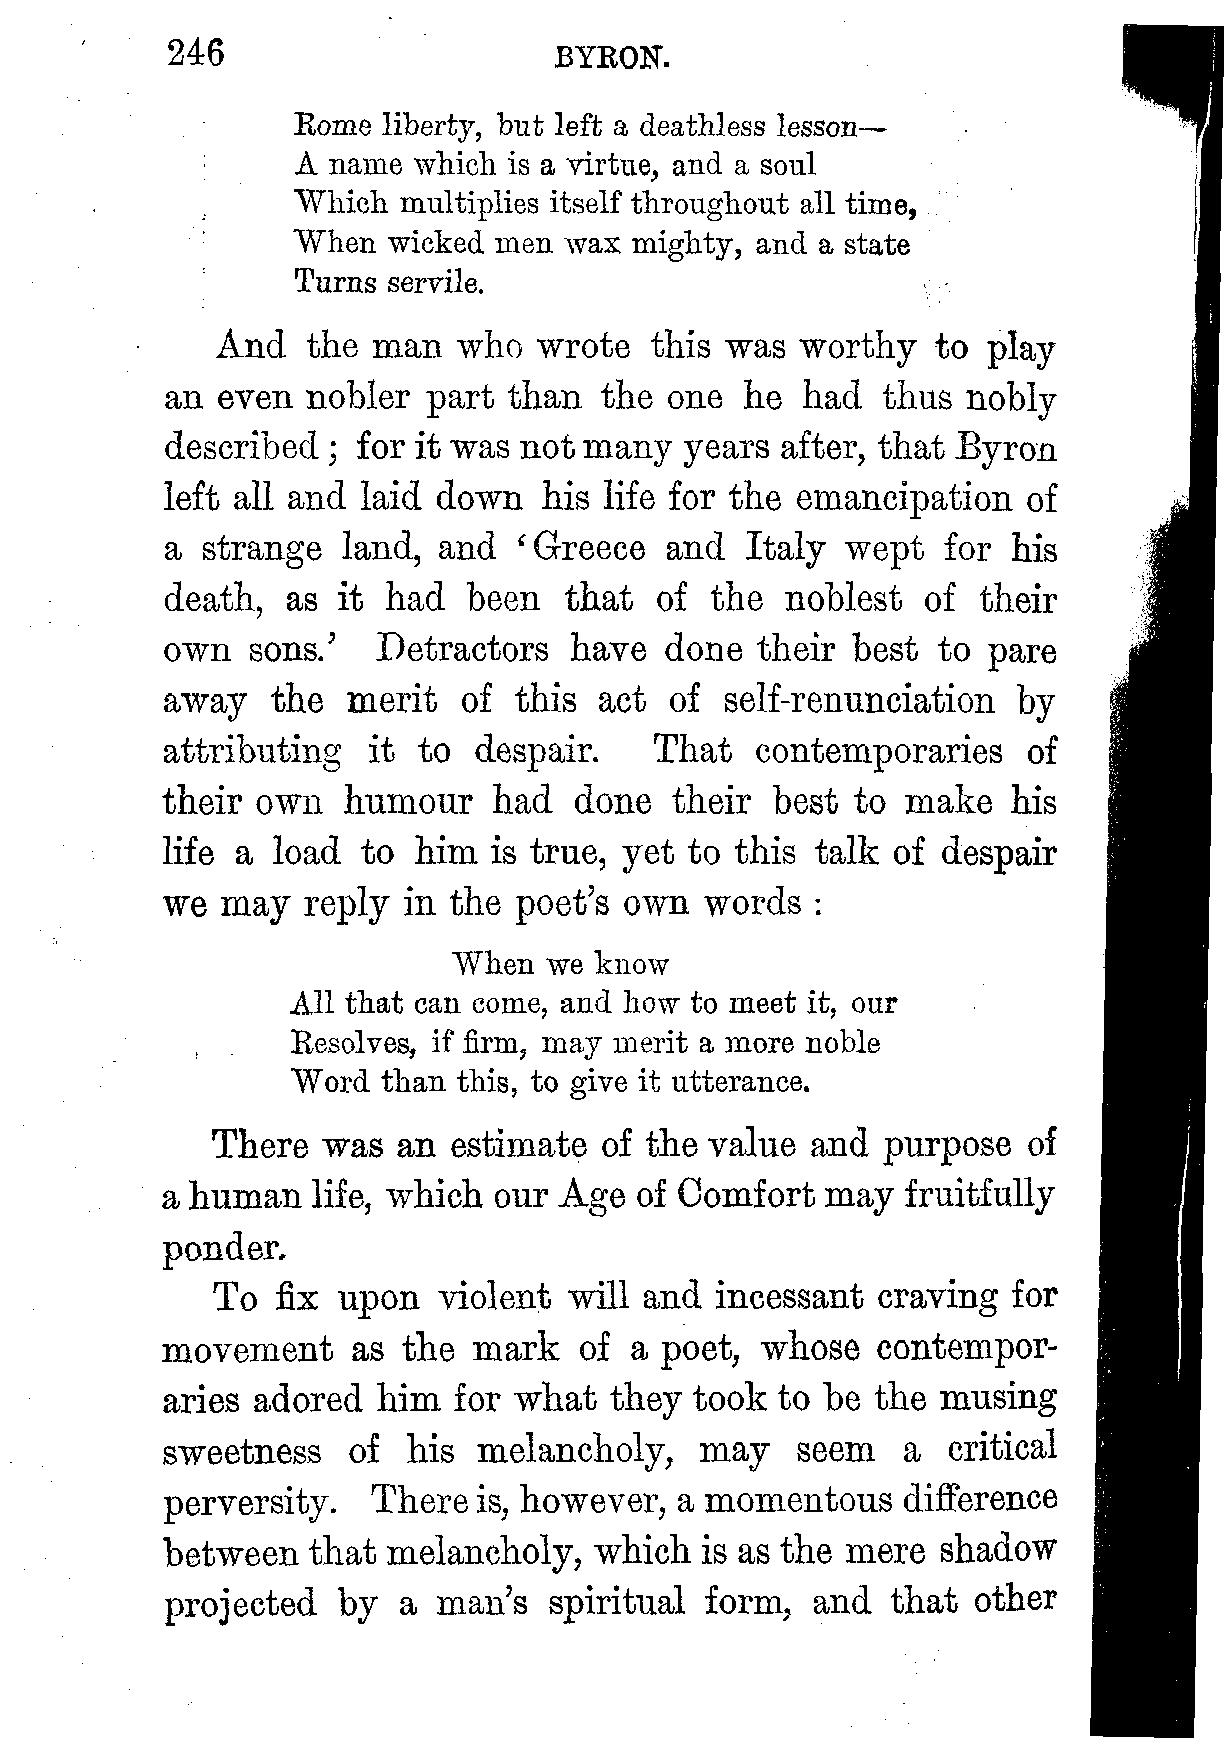 246 BYRON.
Rome liberty, but left a deathless lesson—
A name which is a virtue, and a soul
Which multiplies itself throughout all time,
When wicked men wax mighty, and a state
Turns servile.
And the man who wrote this was worthy to play
an even nobler part than the one he had thus nobly
described ; for it was not many years after, that Byron
left all and laid down his life for the emancipation of
a strange land, and ‘Greece and Italy wept for his
death, as it had been that of the noblest of their
own sons.’ Detractors have done their best to pare
away the merit of this act of self-renunciation by
attributing it to despair. That contemporaries of
their own humour had done their best to make his
life a load to him is true, yet to this talk of despair
we may reply in the poet’s own words :
When we know
All that can come, and how to meet it, our
Resolves, if firm, may merit a more noble
Word than this, to give it utterance.
There was an estimate of the value and purpose of
a human life, which our Age of Comfort may fruitfully
ponder.
To fix upon violent will and incessant craving for
movement as the mark of a poet, whose contempor-
aries adored him for what they took to be the musing
sweetness of his melancholy, may seem a critical
perversity. There is, however, a momentous difference
between that melancholy, which is as the mere shadow
projected by a man’s spiritual form, and that other